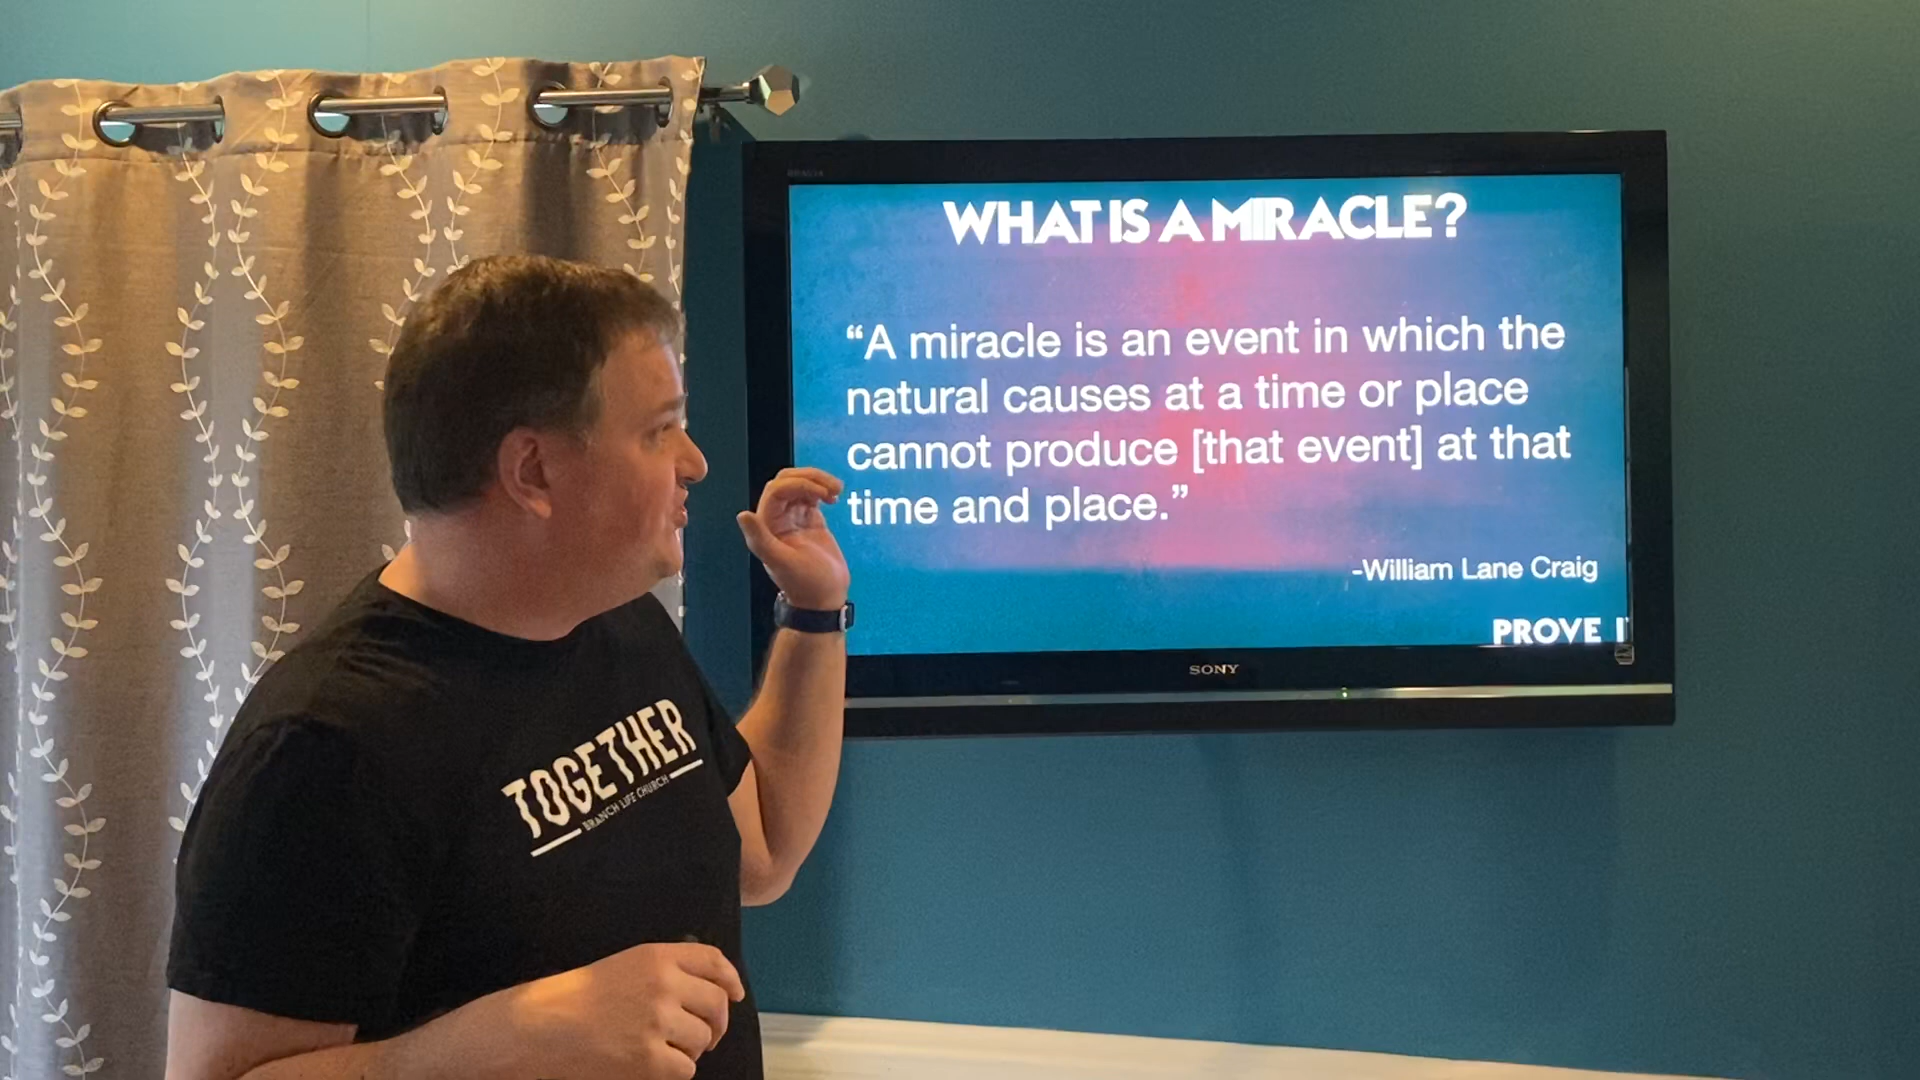 WHAT IS A MIRACLE?
“A miracle is an event in which the
natural causes at a time or place
cannot produce [that event] at that
time and place.”
-William Lane Craig
PROVE I
SONY
TOGETHER
BRANCH LIFE CHURCH